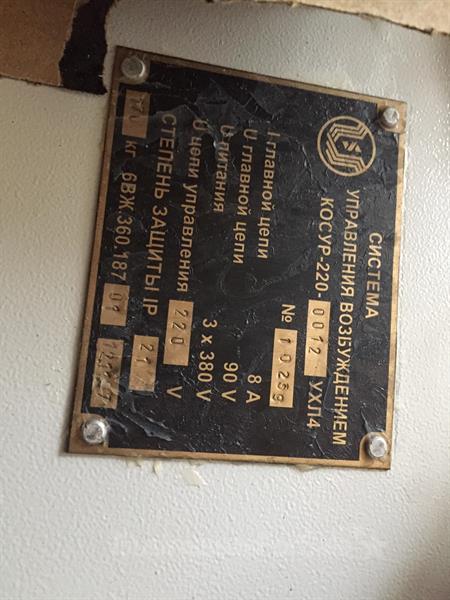 СИСТЕМА
УПРАВЛЕНИЯ ВОЗБУЖДЕНИЕМ
КОСУР-220-0012 УХЛ4
№ 10239
I главной цепи 8 A
U главной цепи 90 V
U питания 3 x 380 V
U цепи управления 220 V
СТЕПЕНЬ ЗАЩИТЫ IP 21
кг 6ВЖ.360.187 01